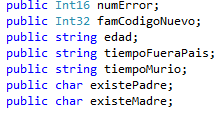 public Int16 numError;
public Int32 famCodigoNuevo;
public string edad;
public string tiempoFueraPais;
public string tiempoMurio;
public char existePadre;
public char existeMadre;